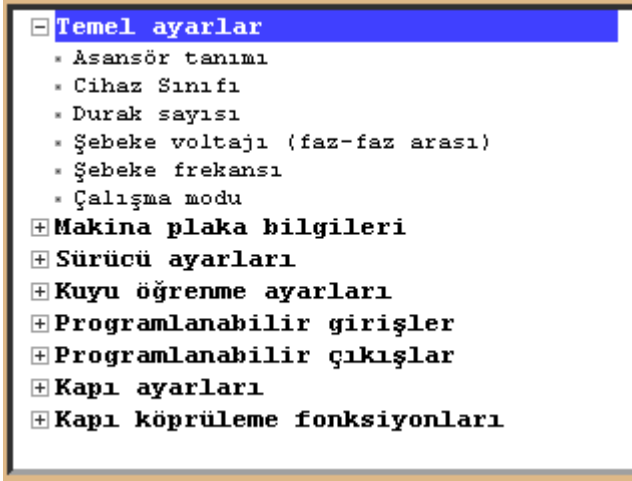 Temel ayarlar
Asansör tanımı
Cihaz Sınıfı
Durak sayısı
Şebeke voltajı (faz-faz arası)
Şebeke frekansı
Çalışma modu
Makina plaka bilgileri
Sürücü ayarları
Kuyu öğrenme ayarları
Programlanabilir girişler
Programlanabilir çıkışlar
Kapı ayarları
Kapı köprüleme fonksiyonları